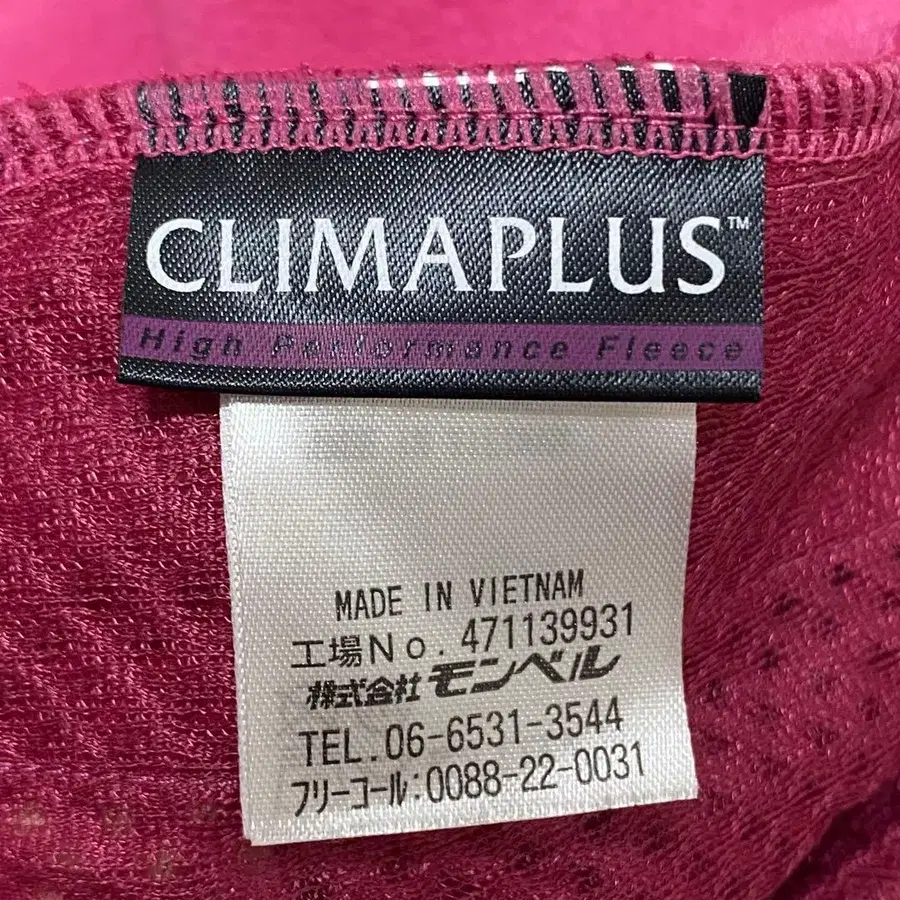 CLIMAPLUS™
High Performance Fleece
MADE IN VIETNAM
工場No. 471139931
株式会社モンベル
TEL.06-6531-3544
フリーコール:0088-22-0031